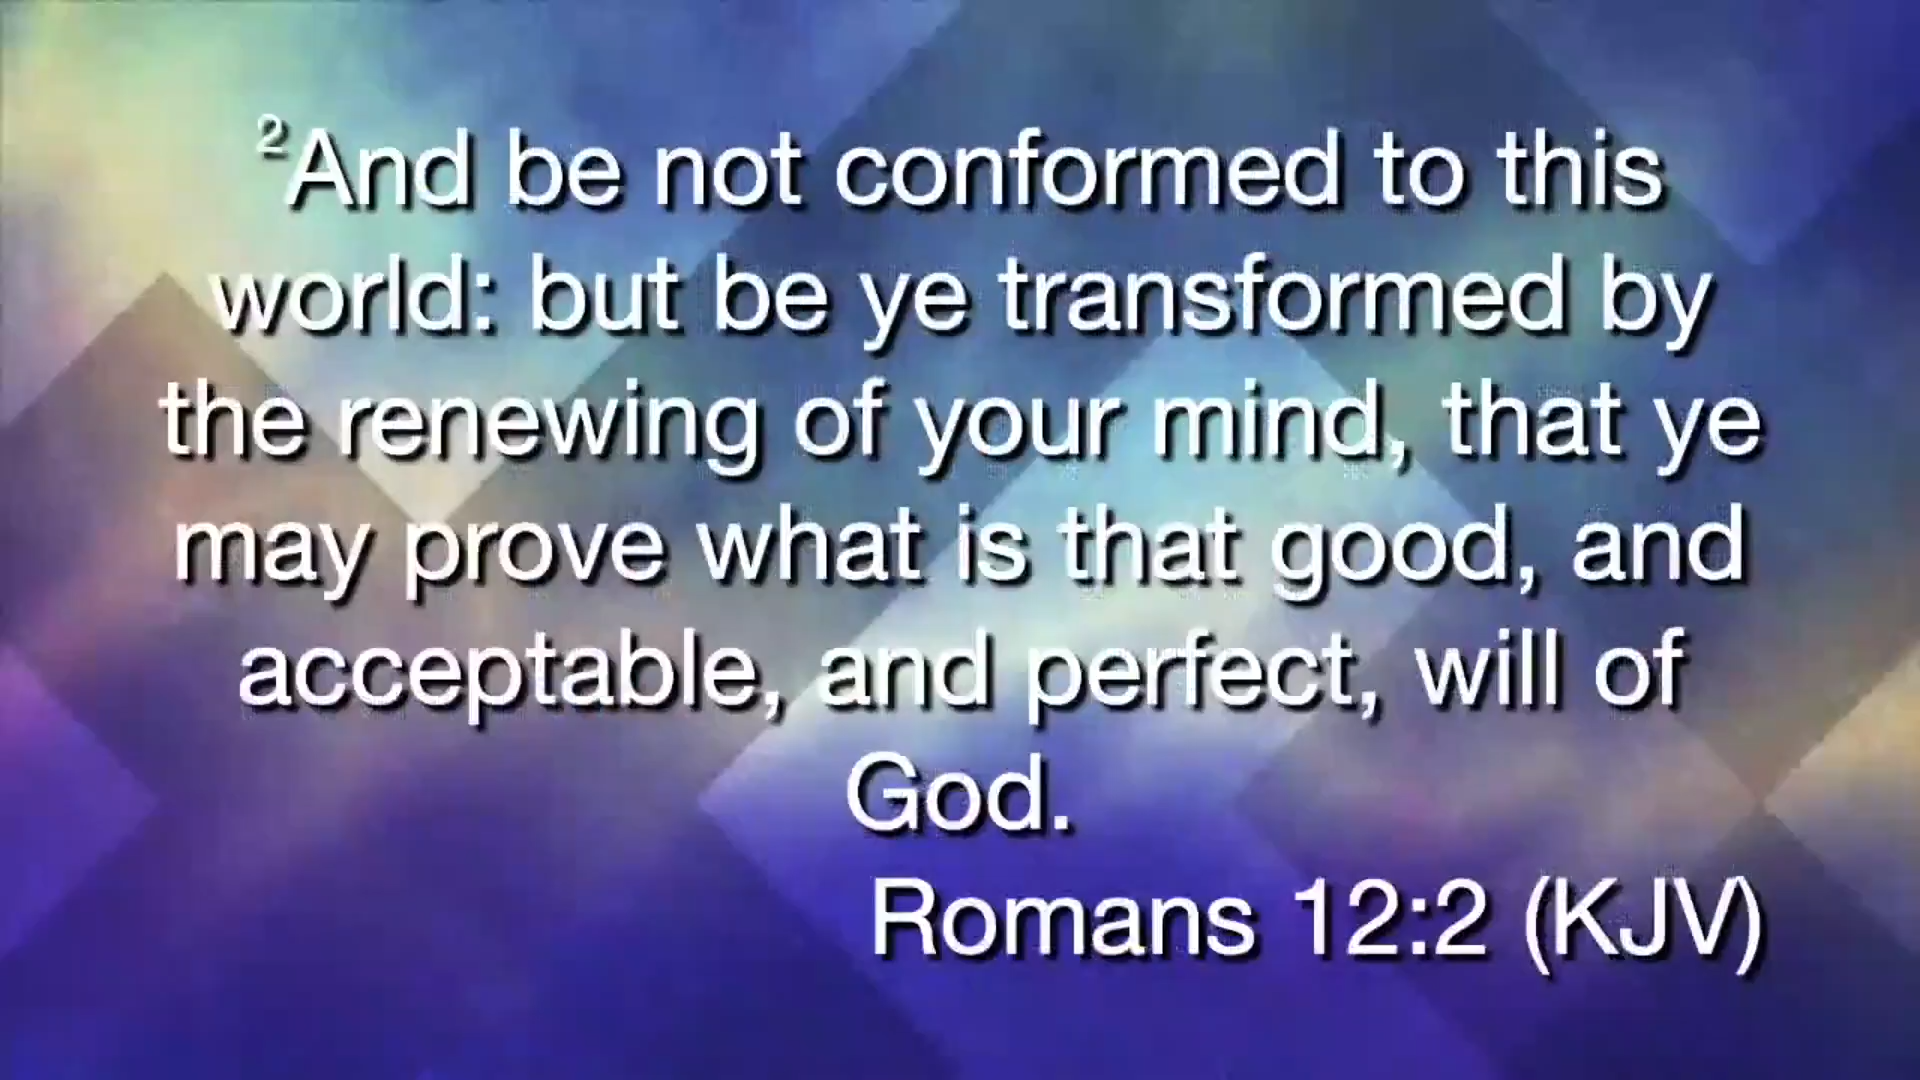 ²And be not conformed to this
world: but be ye transformed by
the renewing of your mind, that ye
may prove what is that good, and
acceptable, and perfect, will of
God.
Romans 12:2 (KJV)